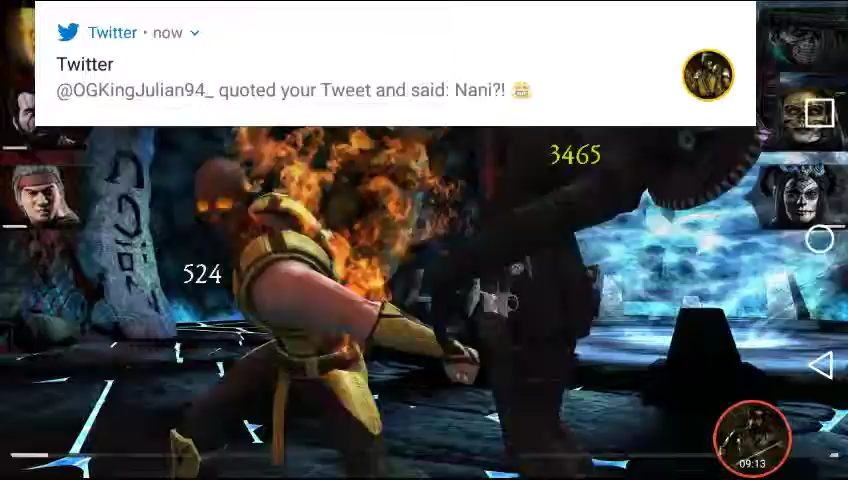 Twitter • now
Twitter
@OGKingJulian94_ quoted your Tweet and said: Nani?! 😂
3465
524
09:13